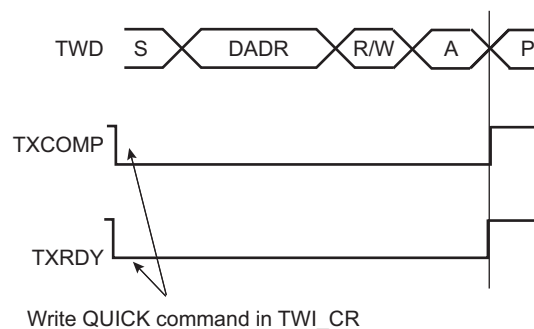 TWD S DADR R/W A P
TXCOMP
TXRDY
Write QUICK command in TWI_CR